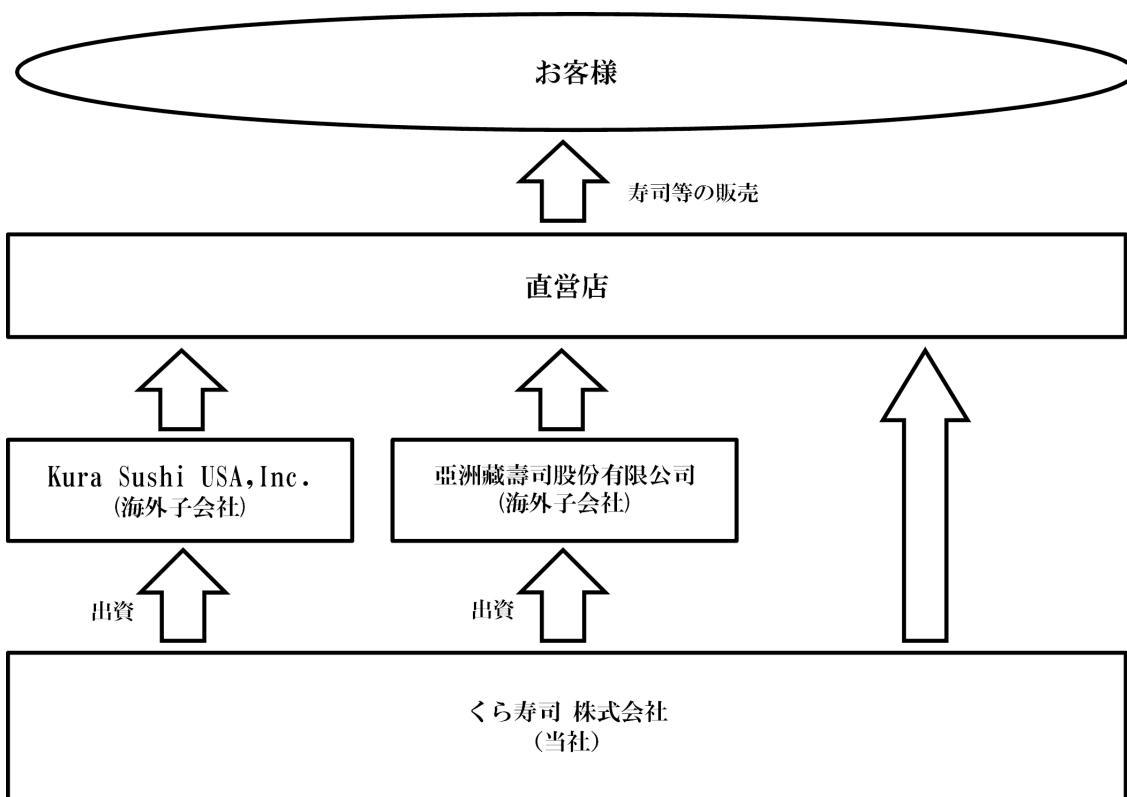 お客様
寿司等の販売
直営店
Kura Sushi USA,Inc.
(海外子会社)
亞洲藏壽司股份有限公司
(海外子会社)
出資
出資
くら寿司 株式会社
(当社)